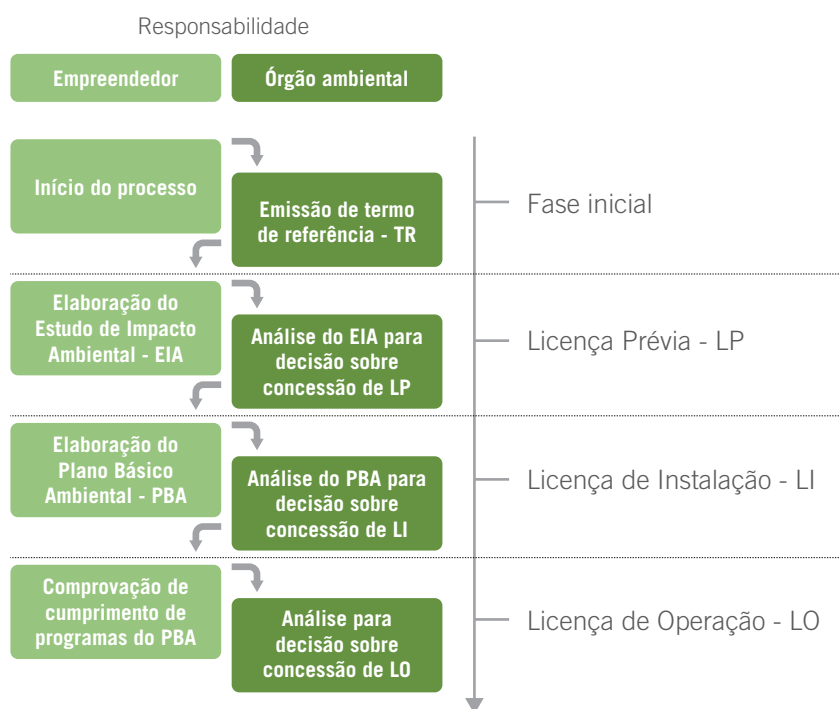 Responsabilidade
Empreendedor
Órgão ambiental
Início do processo
Emissão de termo
de referência - TR
Fase inicial
Elaboração do
Estudo de Impacto
Ambiental - EIA
Análise do EIA para
decisão sobre
concessão de LP
Licença Prévia - LP
Elaboração do
Plano Básico
Ambiental - PBA
Análise do PBA para
decisão sobre
concessão de LI
Licença de Instalação - LI
Comprovação de
cumprimento de
programas do PBA
Análise para
decisão sobre
concessão de LO
Licença de Operação - LO